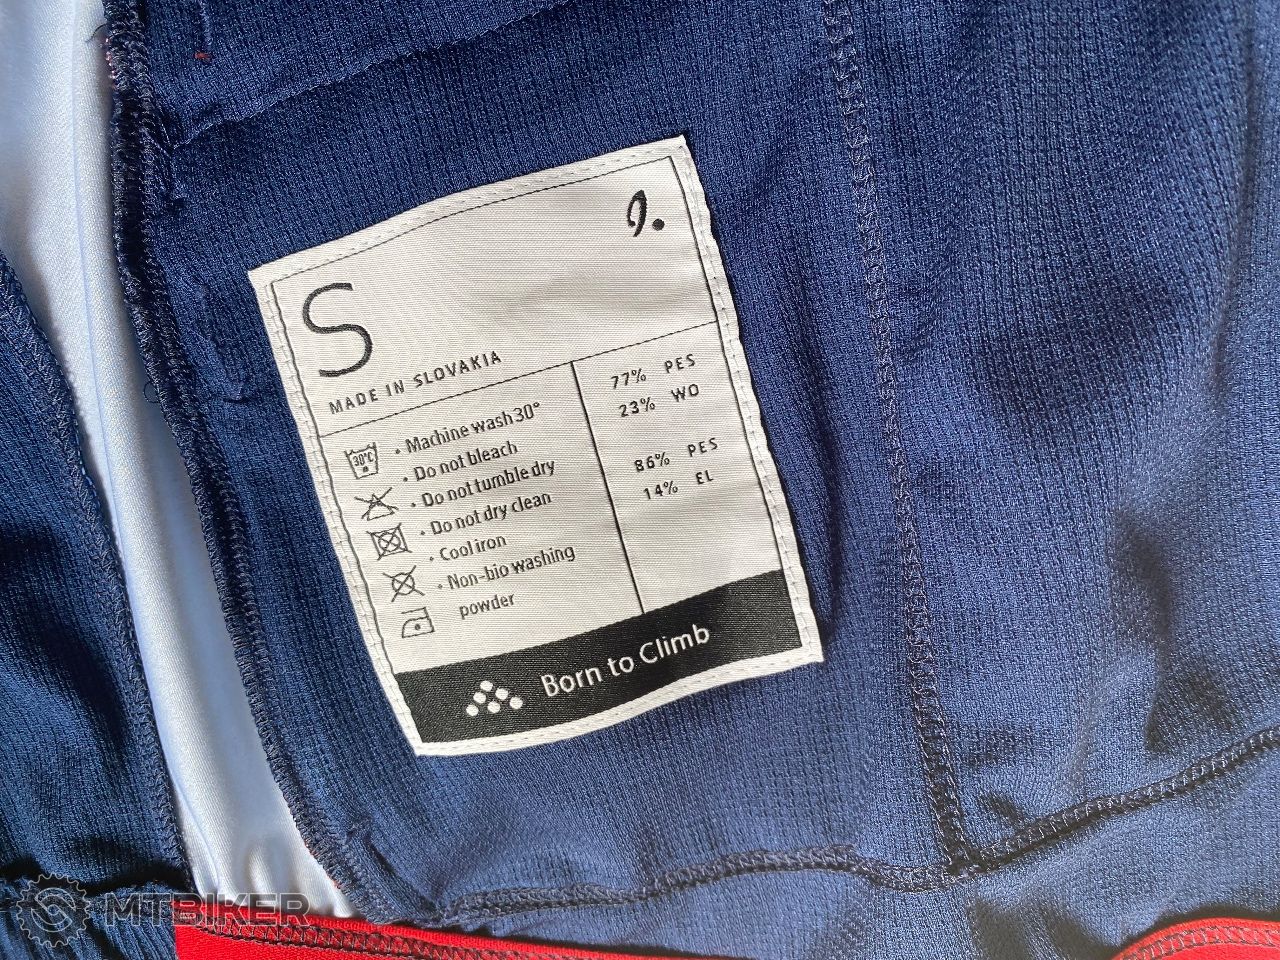 J.
S
MADE IN SLOVAKIA
30°C
• Machine wash 30°
• Do not bleach
• Do not tumble dry
• Do not dry clean
• Cool iron
• Non-bio washing
powder
77% PES
23% WO
86% PES
14% EL
Born to Climb
MTBIKER